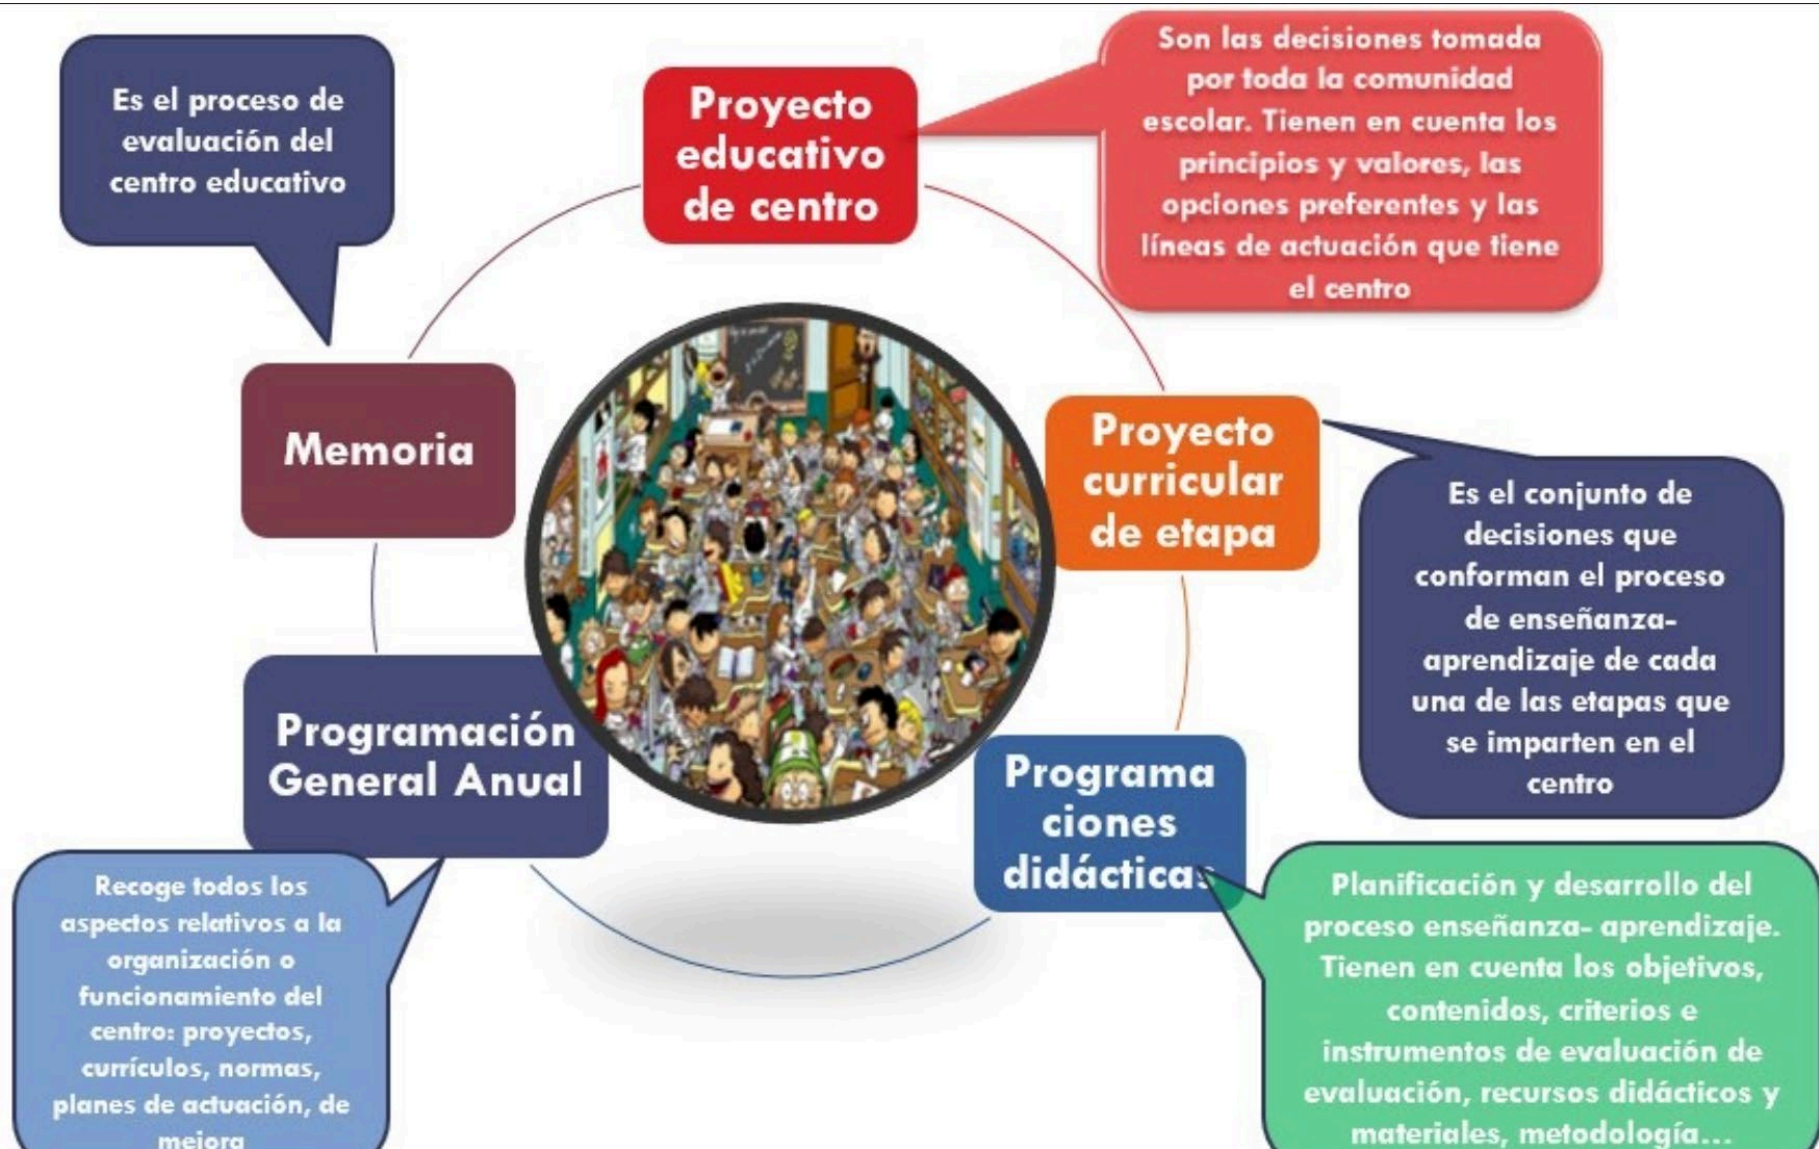 Es el proceso de
evaluación del
centro educativo
Proyecto
educativo
de centro
Son las decisiones tomada
por toda la comunidad
escolar. Tienen en cuenta los
principios y valores, las
opciones preferentes y las
líneas de actuación que tiene
el centro
Memoria
Proyecto
curricular
de etapa
Es el conjunto de
decisiones que
conforman el proceso
de enseñanza-
aprendizaje de cada
una de las etapas que
se imparten en el
centro
Programación
General Anual
Programa
ciones
didácticas
Recoge todos los
aspectos relativos a la
organización o
funcionamiento del
centro: proyectos,
currículos, normas,
planes de actuación, de
mejora
Planificación y desarrollo del
proceso enseñanza- aprendizaje.
Tienen en cuenta los objetivos,
contenidos, criterios e
instrumentos de evaluación de
evaluación, recursos didácticos y
materiales, metodología...